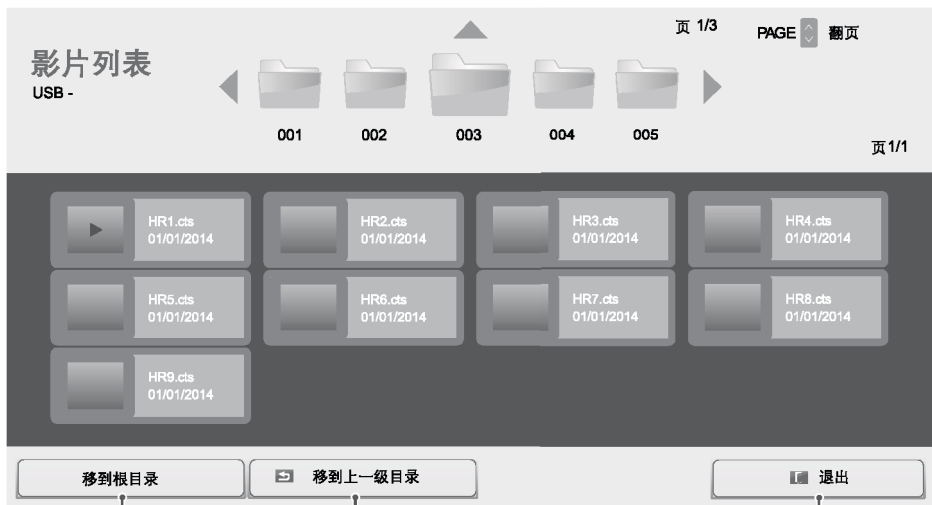 页 1/3
PAGE 翻页
影片列表
USB -
001 002 003 004 005
页1/1
HR1.cts
01/01/2014
HR2.cts
01/01/2014
HR3.cts
01/01/2014
HR4.cts
01/01/2014
HR5.cts
01/01/2014
HR6.cts
01/01/2014
HR7.cts
01/01/2014
HR8.cts
01/01/2014
HR9.cts
01/01/2014
移到根目录
移到上一级目录
退出